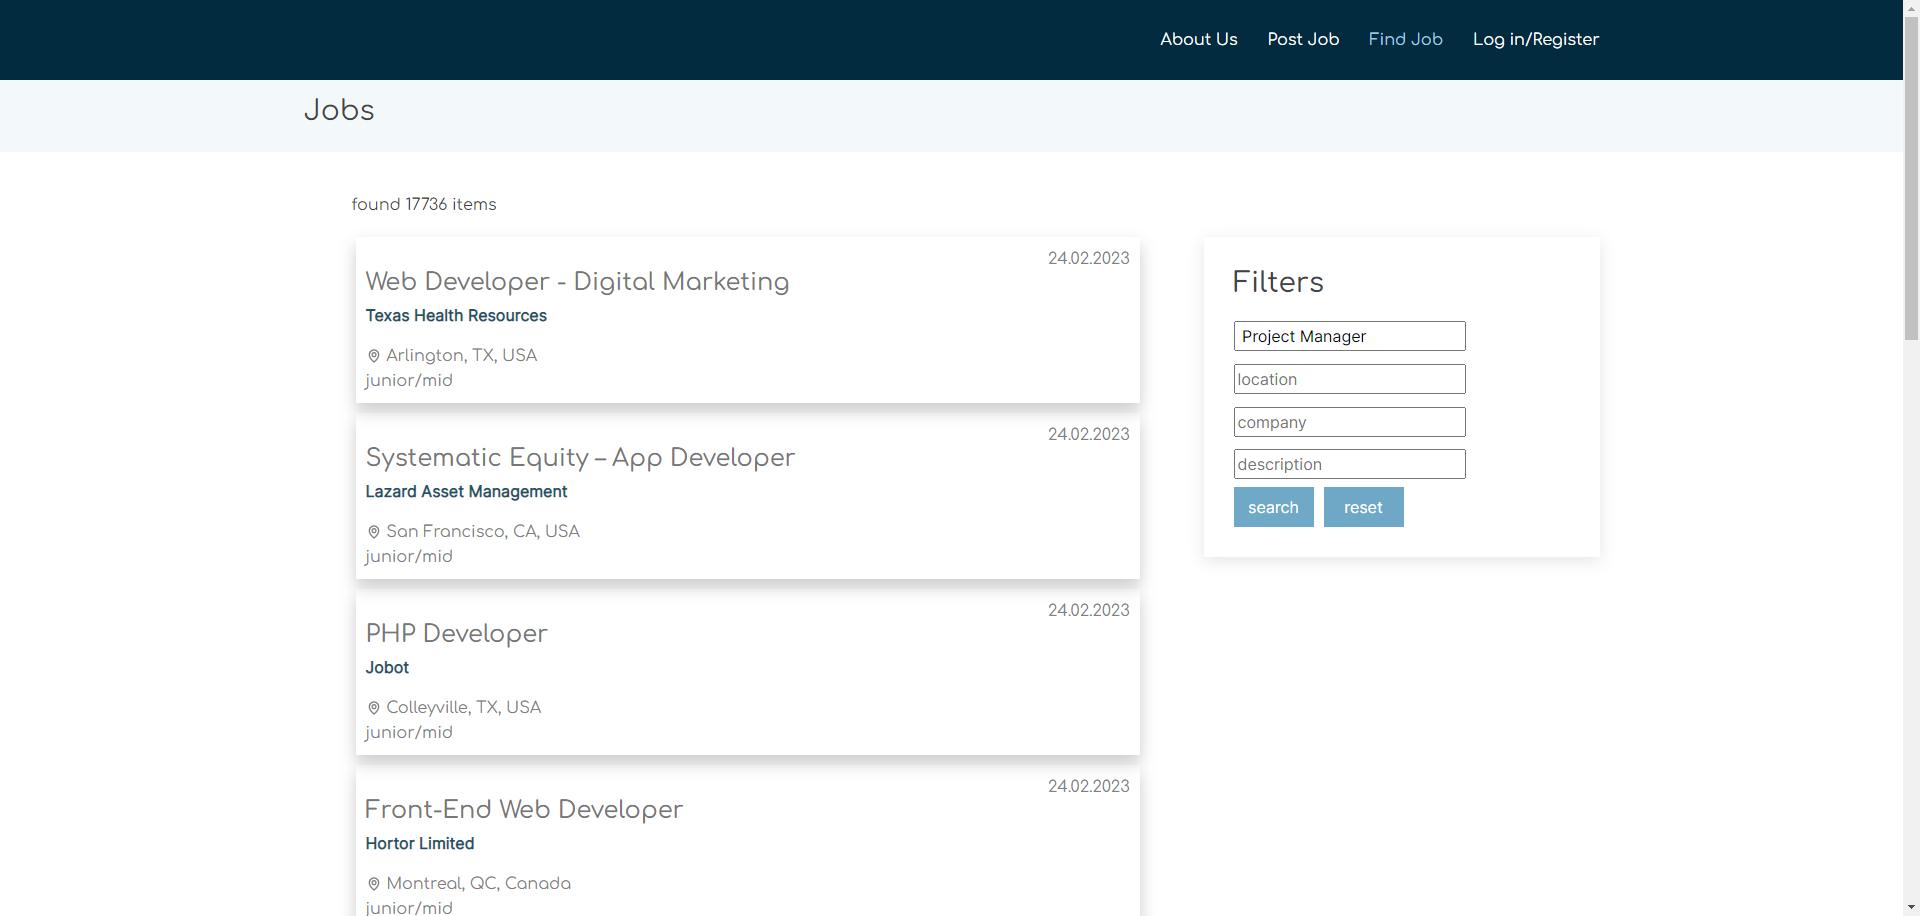 About Us Post Job Find Job Log in/Register
Jobs
found 17736 items
24.02.2023
Web Developer - Digital Marketing
Texas Health Resources
Arlington, TX, USA
junior/mid
24.02.2023
Systematic Equity – App Developer
Lazard Asset Management
San Francisco, CA, USA
junior/mid
24.02.2023
PHP Developer
Jobot
Colleyville, TX, USA
junior/mid
24.02.2023
Front-End Web Developer
Hortor Limited
Montreal, QC, Canada
junior/mid
Filters
Project Manager
location
company
description
search reset